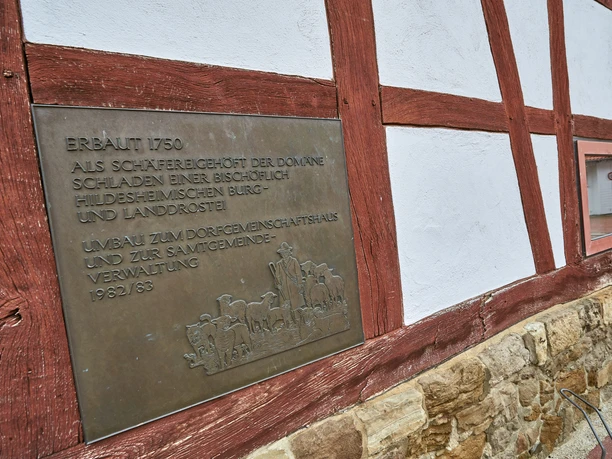 ERBAUT 1750
ALS SCHÄFEREIGEHÖFT DER DOMÄNE
SCHLADEN EINER BISCHÖFLICH
HILDESHEIMISCHEN BURG-
UND LANDDROSTEI
UMBAU ZUM DORFGEMEINSCHAFTSHAUS
UND ZUR SAMTGEMEINDE-
VERWALTUNG
1982/83